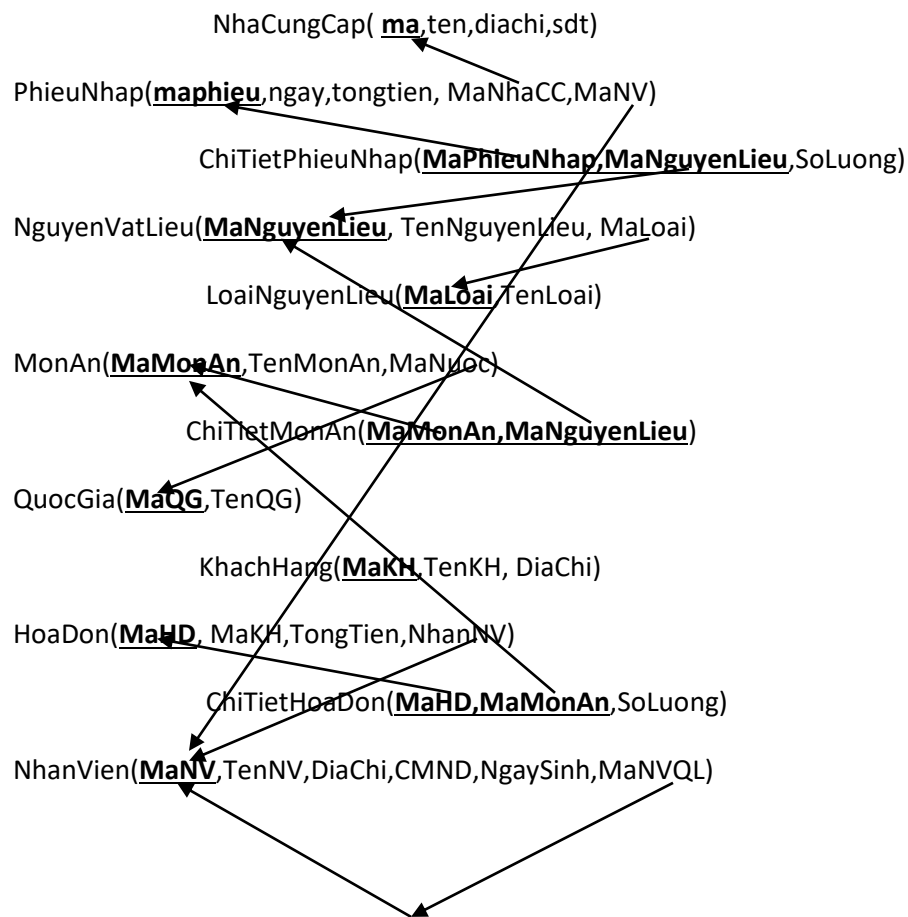 NhaCungCap( ma,ten,diachi,sdt)
PhieuNhap(maphieu,ngay,tongtien, MaNhaCC,MaNV)
ChiTietPhieuNhap(MaPhieuNhap,MaNguyenLieu,SoLuong)
NguyenVatLieu(MaNguyenLieu, TenNguyenLieu, MaLoai)
LoaiNguyenLieu(MaLoai,TenLoai)
MonAn(MaMonAn,TenMonAn,MaNuoc)
ChiTietMonAn(MaMonAn,MaNguyenLieu)
QuocGia(MaQG,TenQG)
KhachHang(MaKH,TenKH, DiaChi)
HoaDon(MaHD, MaKH,TongTien,NhanNV)
ChiTietHoaDon(MaHD,MaMonAn,SoLuong)
NhanVien(MaNV,TenNV,DiaChi,CMND,NgaySinh,MaNVQL)